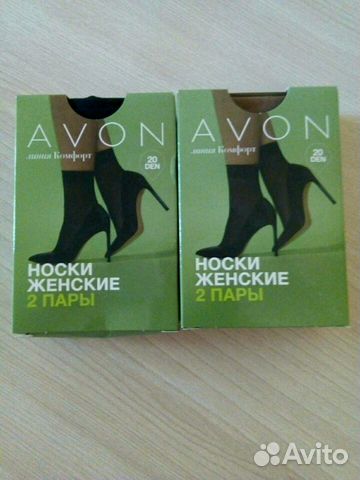 AVON
линия Комфорт
20
DEN
НОСКИ
ЖЕНСКИЕ
2 ПАРЫ
AVON
линия Комфорт
20
DEN
НОСКИ
ЖЕНСКИЕ
2 ПАРЫ
Avito